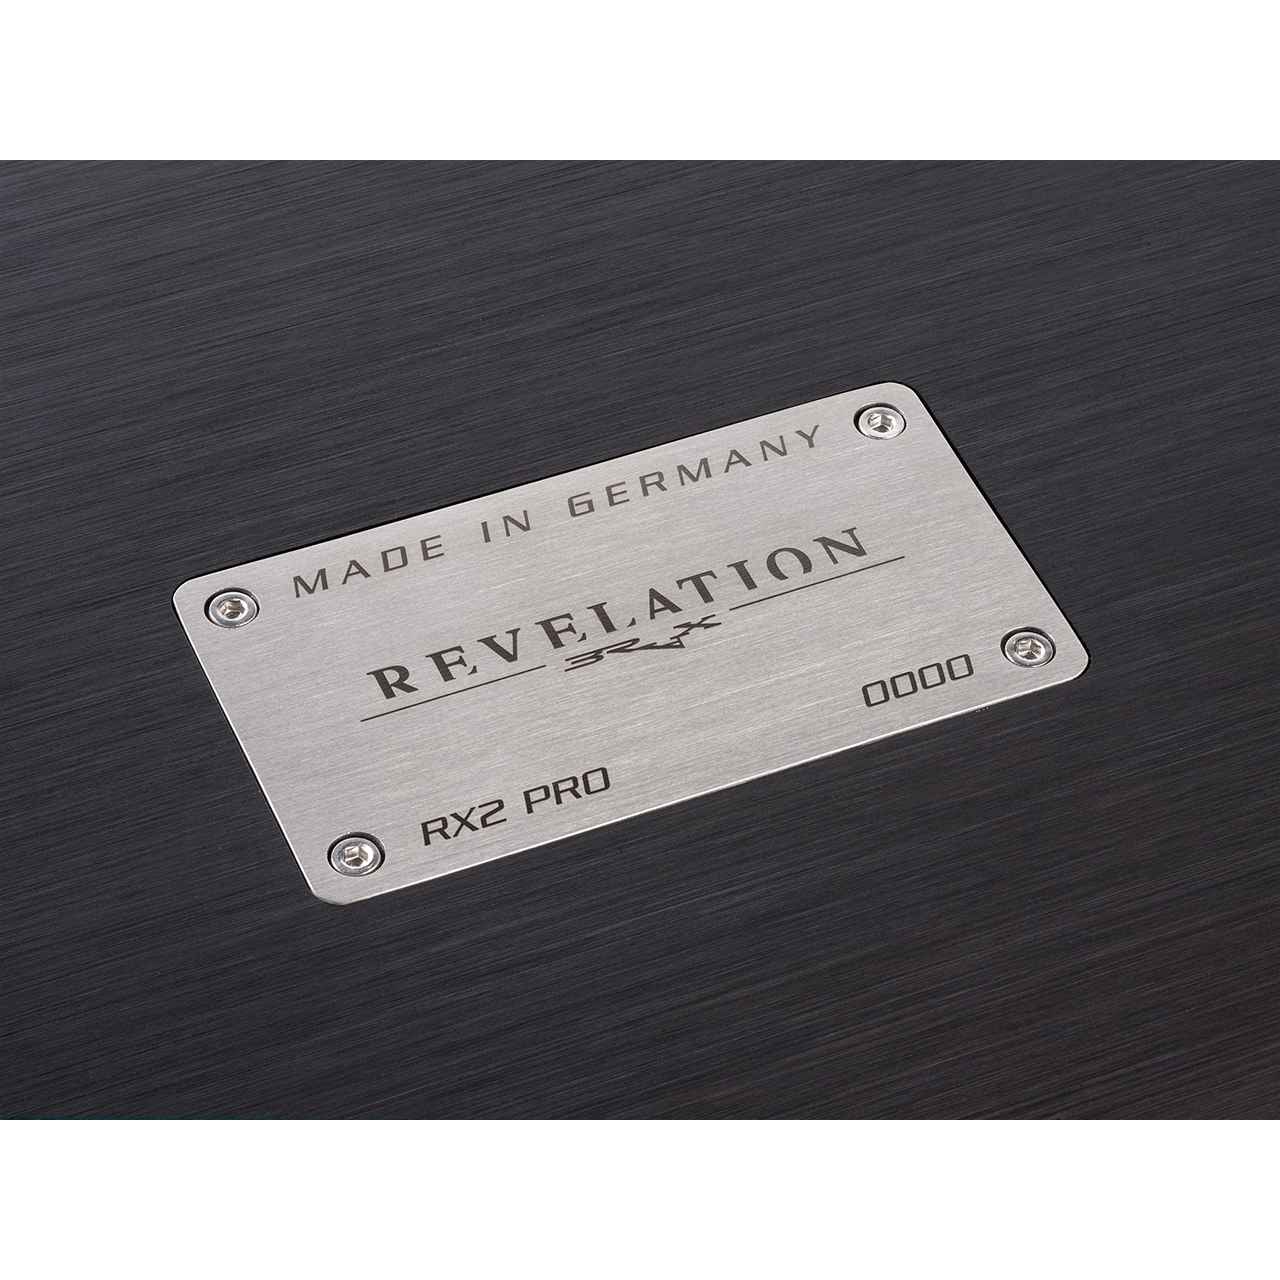 MADE IN GERMANY
REVELATION
BRAX
RX2 PRO
0000